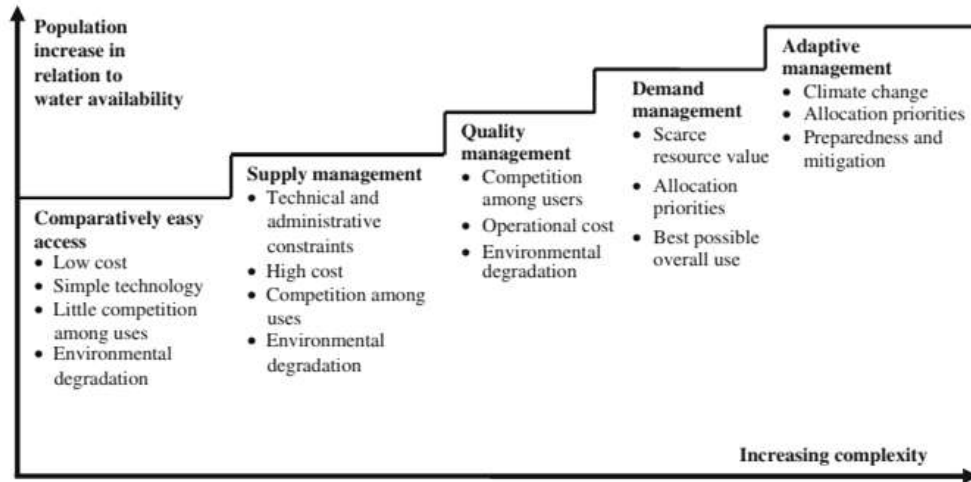 Population
increase in
relation to
water availability
Comparatively easy
access
• Low cost
• Simple technology
• Little competition
among uses
• Environmental
degradation
Supply management
• Technical and
administrative
constraints
• High cost
• Competition among
uses
• Environmental
degradation
Quality
management
• Competition
among users
• Operational cost
• Environmental
degradation
Demand
management
• Scarce
resource value
• Allocation
priorities
• Best possible
overall use
Adaptive
management
• Climate change
• Allocation priorities
• Preparedness and
mitigation
Increasing complexity